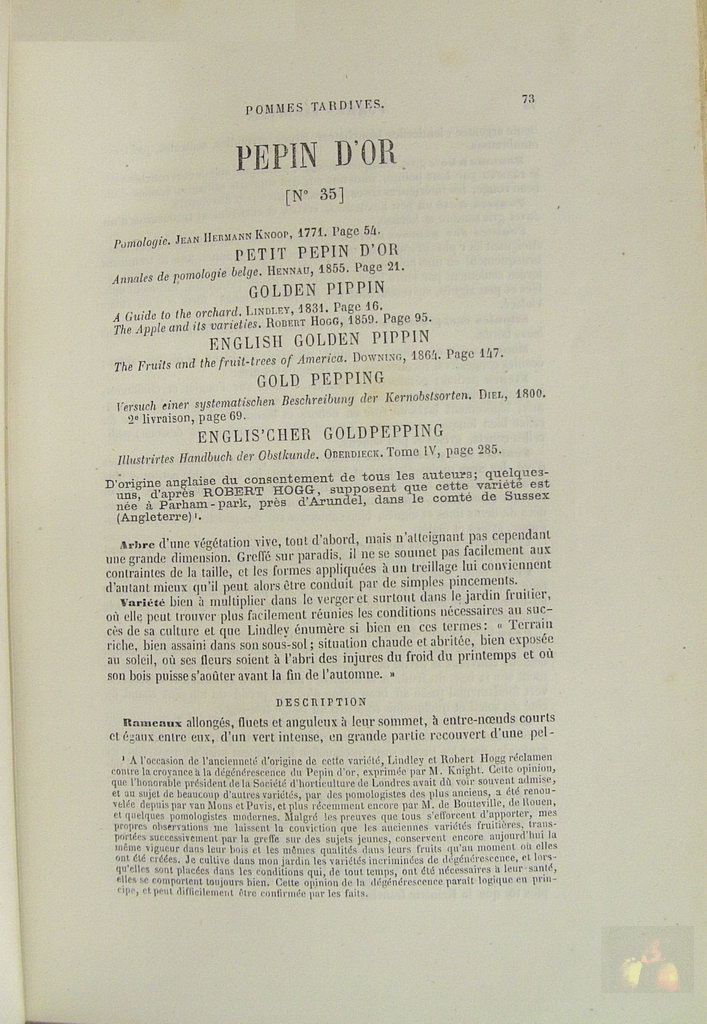 POMMES TARDIVES. 73
PEPIN D'OR
[N° 35]
Pomologie. JEAN HERMANN KNOOP, 1771. Page 54.
PETIT PEPIN D'OR
Annales de pomologie belge. HENNAU, 1855. Page 21.
GOLDEN PIPPIN
A Guide to the orchard. LINDLEY, 1831. Page 16.
The Apple and its varieties. ROBERT HOGG, 1859. Page 95.
ENGLISH GOLDEN PIPPIN
The Fruits and the fruit-trees of America. DOWNING, 1864. Page 147.
GOLD PEPPING
Versuch einer systematischen Beschreibung der Kernobstsorten. DIEL, 1800.
2e livraison, page 69.
ENGLIS'CHER GOLDPEPPING
Illustrirtes Handbuch der Obstkunde. OBERDIECK. Tome IV, page 285.
D'origine anglaise du consentement de tous les auteurs; quelques-
uns, d'après ROBERT HOGG, supposent que cette variété est
née à Parham-park, près d'Arundel, dans le comté de Sussex
(Angleterre)¹.
Arbre d'une végétation vive, tout d'abord, mais n'atteignant pas cependant
une grande dimension. Greffé sur paradis, il ne se soumet pas facilement aux
contraintes de la taille, et les formes appliquées à un treillage lui conviennent
d'autant mieux qu'il peut alors être conduit par de simples pincements.
Variété bien à multiplier dans le verger et surtout dans le jardin fruitier,
où elle peut trouver plus facilement réunies les conditions nécessaires au suc-
cès de sa culture et que Lindley énumère si bien en ces termes: « Terrain
riche, bien assaini dans son sous-sol; situation chaude et abritée, bien exposée
au soleil, où ses fleurs soient à l'abri des injures du froid du printemps et où
son bois puisse s'aoûter avant la fin de l'automne. »
DESCRIPTION
Rameaux allongés, fluets et anguleux à leur sommet, à entre-nœuds courts
et égaux entre eux, d'un vert intense, en grande partie recouvert d'une pel-
¹ A l'occasion de l'ancienneté d'origine de cette variété, Lindley et Robert Hogg réclamen
contre la croyance à la dégénérescence du Pepin d'or, exprimée par M. Knight. Cette opinion,
que l'honorable président de la Société d'horticulture de Londres avait dû voir souvent admise,
et au sujet de beaucoup d'autres variétés, par des pomologistes des plus anciens, a été renou-
velée depuis par van Mons et Puvis, et plus récemment encore par M. de Bouteville, de Rouen,
et quelques pomologistes modernes. Malgré les preuves que tous s'efforcent d'apporter, mes
propres observations me laissent la conviction que les anciennes variétés fruitières, trans-
portées successivement par la greffe sur des sujets jeunes, conservent encore aujourd'hui la
même vigueur dans leur bois et les mêmes qualités dans leurs fruits qu'au moment où elles
ont été créées. Je cultive dans mon jardin les variétés incriminées de dégénérescence, et lors-
qu'elles sont placées dans les conditions qui, de tout temps, ont été nécessaires à leur santé,
elles se comportent toujours bien. Cette opinion de la dégénérescence paraît logique en prin-
cipe, et peut difficilement être confirmée par les faits.